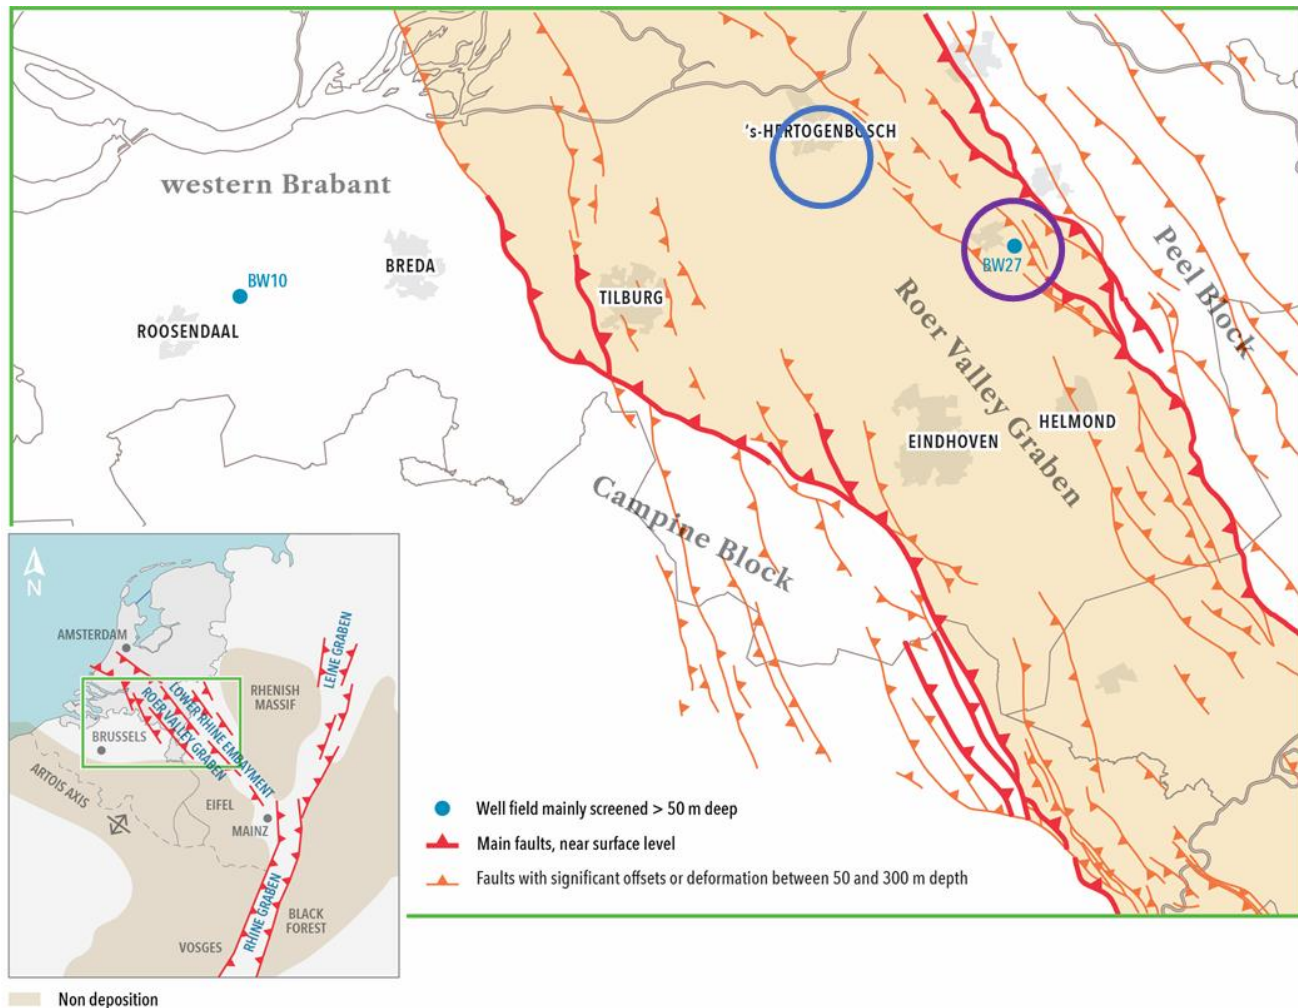 's-HERTOGENBOSCH
western Brabant
BW10
BREDA
ROOSENDAAL
TILBURG
BW27
Peel Block
Roer Valley Graben
HELMOND
EINDHOVEN
Campine Block
N
AMSTERDAM
LEINE GRABEN
LOWER RHINE EMBAYMENT
ROER VALLEY GRABEN
RHENISH
MASSIF
BRUSSELS
ARTOIS AXIS
EIFEL
MAINZ
RHINE GRABEN
BLACK
FOREST
VOSGES
Well field mainly screened > 50 m deep
Main faults, near surface level
Faults with significant offsets or deformation between 50 and 300 m depth
Non deposition